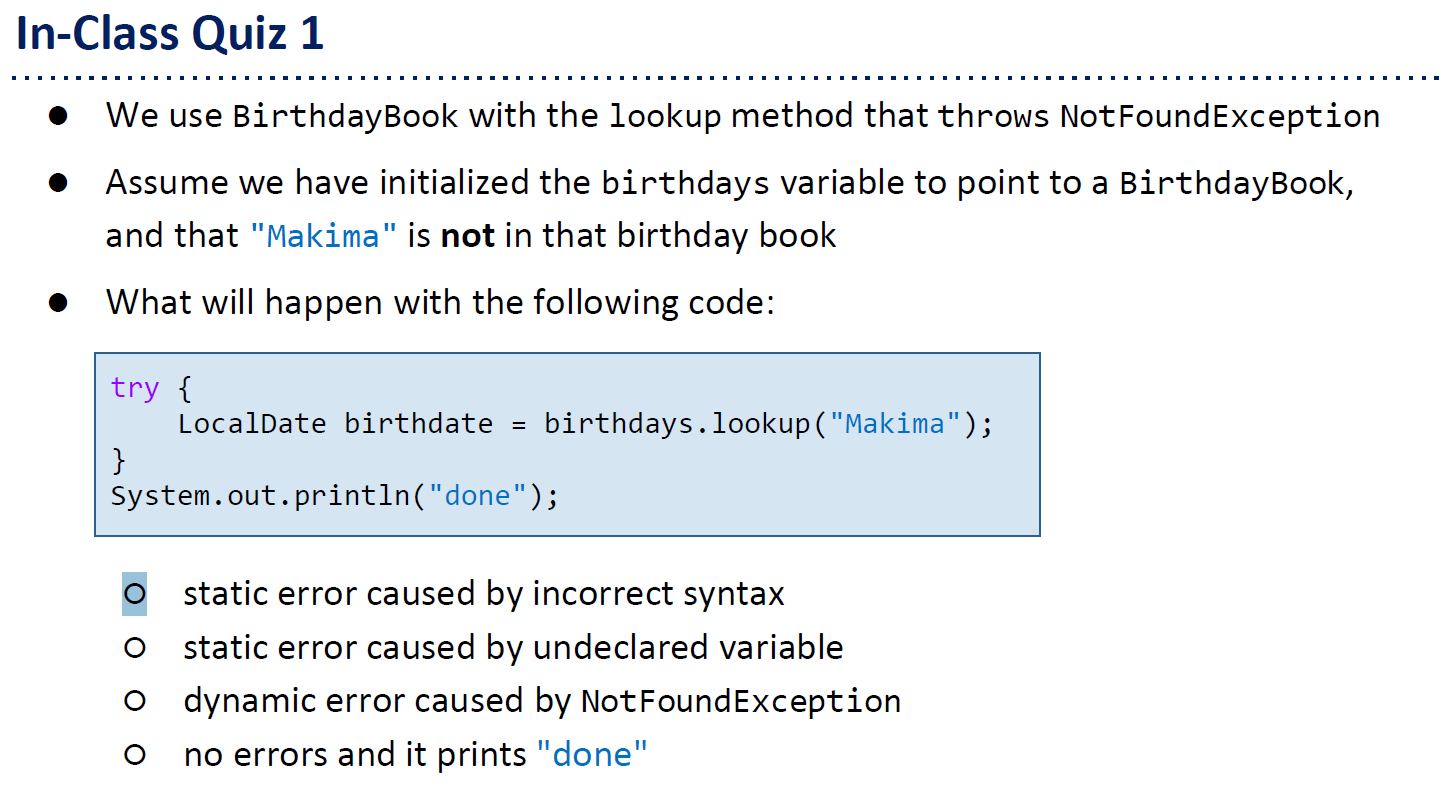 In-Class Quiz 1
● We use BirthdayBook with the lookup method that throws NotFoundException
● Assume we have initialized the birthdays variable to point to a BirthdayBook,
and that "Makima" is not in that birthday book
● What will happen with the following code:
try {
    LocalDate birthdate = birthdays.lookup("Makima");
}
System.out.println("done");
○ static error caused by incorrect syntax
○ static error caused by undeclared variable
○ dynamic error caused by NotFoundException
○ no errors and it prints "done"